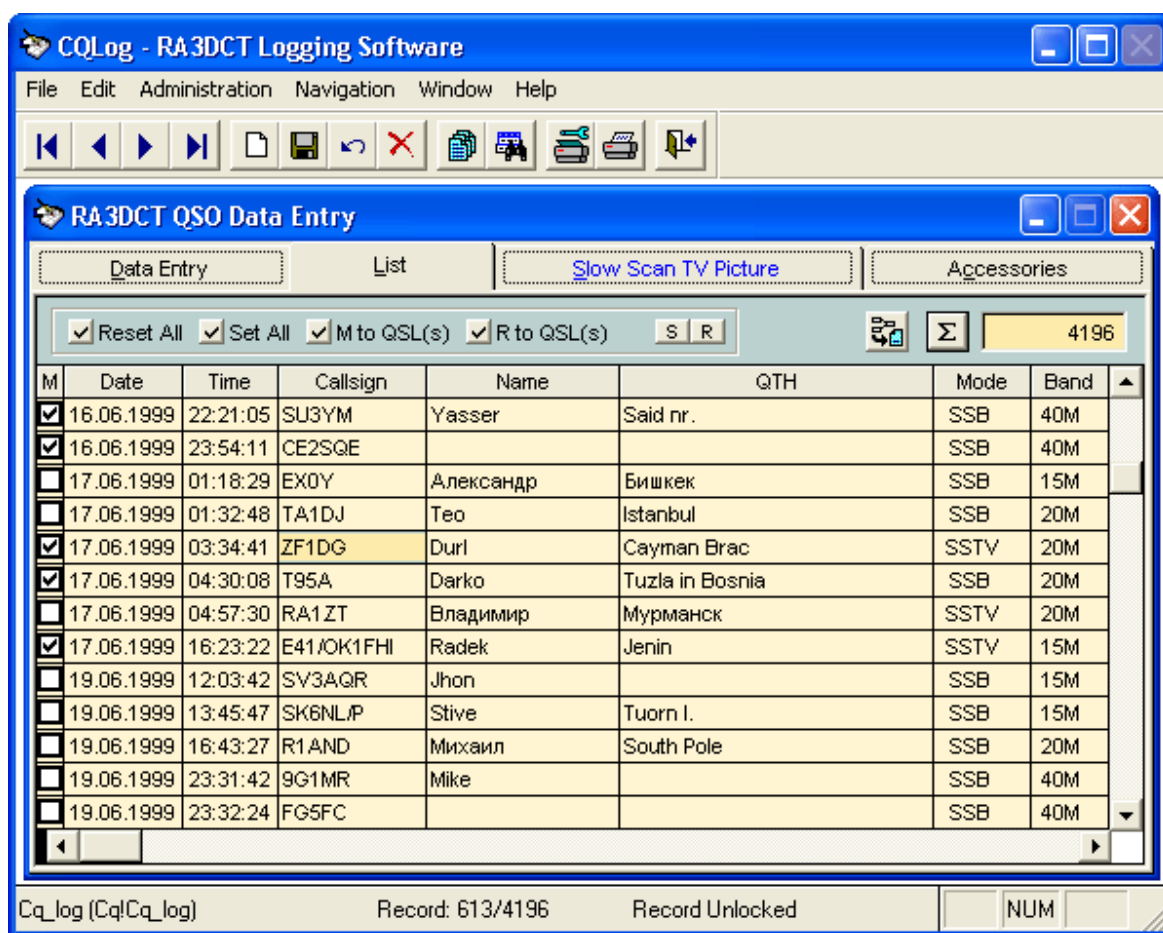 CQLog - RA3DCT Logging Software
File Edit Administration Navigation Window Help
RA3DCT QSO Data Entry
Data Entry List Slow Scan TV Picture Accessories
Reset All Set All M to QSL(s) R to QSL(s) S R Σ 4196
M Date Time Callsign Name QTH Mode Band
16.06.1999 22:21:05 SU3YM Yasser Said nr. SSB 40M
16.06.1999 23:54:11 CE2SQE SSB 40M
17.06.1999 01:18:29 EX0Y Александр Бишкек SSB 15M
17.06.1999 01:32:48 TA1DJ Teo Istanbul SSB 20M
17.06.1999 03:34:41 ZF1DG Durl Cayman Brac SSTV 20M
17.06.1999 04:30:08 T95A Darko Tuzla in Bosnia SSB 20M
17.06.1999 04:57:30 RA1ZT Владимир Мурманск SSTV 20M
17.06.1999 16:23:22 E41/OK1FHI Radek Jenin SSTV 15M
19.06.1999 12:03:42 SV3AQR Jhon SSB 15M
19.06.1999 13:45:47 SK6NL/P Stive Tuorn I. SSB 15M
19.06.1999 16:43:27 R1AND Михаил South Pole SSB 20M
19.06.1999 23:31:42 9G1MR Mike SSB 40M
19.06.1999 23:32:24 FG5FC SSB 40M
Cq_log (Cq!Cq_log) Record: 613/4196 Record Unlocked NUM